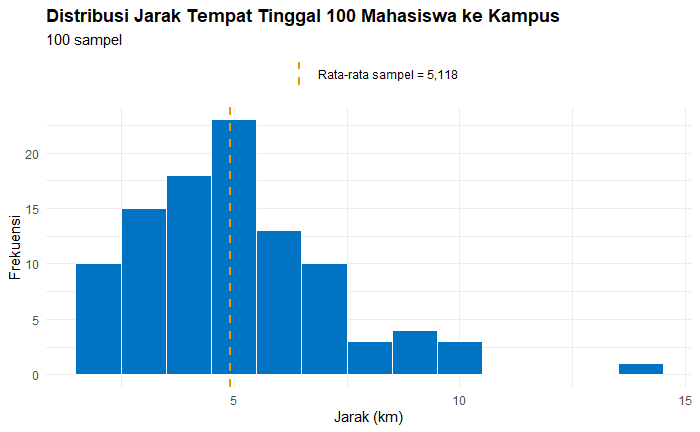 Distribusi Jarak Tempat Tinggal 100 Mahasiswa ke Kampus
100 sampel
Rata-rata sampel = 5,118
Frekuensi
20
15
10
5
0
5
10
15
Jarak (km)